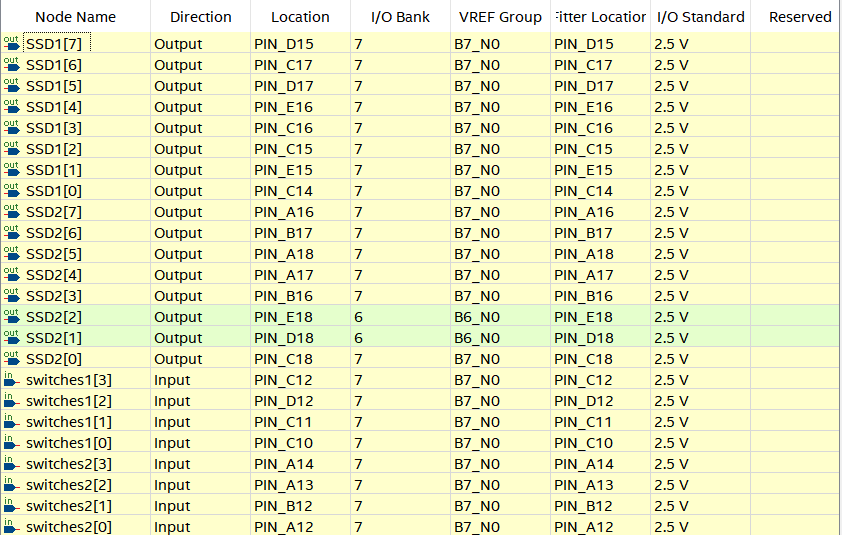 Node Name Direction Location I/O Bank VREF Group Fitter Location I/O Standard Reserved
out SSD1[7] Output PIN_D15 7 B7_N0 PIN_D15 2.5 V
out SSD1[6] Output PIN_C17 7 B7_N0 PIN_C17 2.5 V
out SSD1[5] Output PIN_D17 7 B7_N0 PIN_D17 2.5 V
out SSD1[4] Output PIN_E16 7 B7_N0 PIN_E16 2.5 V
out SSD1[3] Output PIN_C16 7 B7_N0 PIN_C16 2.5 V
out SSD1[2] Output PIN_C15 7 B7_N0 PIN_C15 2.5 V
out SSD1[1] Output PIN_E15 7 B7_N0 PIN_E15 2.5 V
out SSD1[0] Output PIN_C14 7 B7_N0 PIN_C14 2.5 V
out SSD2[7] Output PIN_A16 7 B7_N0 PIN_A16 2.5 V
out SSD2[6] Output PIN_B17 7 B7_N0 PIN_B17 2.5 V
out SSD2[5] Output PIN_A18 7 B7_N0 PIN_A18 2.5 V
out SSD2[4] Output PIN_A17 7 B7_N0 PIN_A17 2.5 V
out SSD2[3] Output PIN_B16 7 B7_N0 PIN_B16 2.5 V
out SSD2[2] Output PIN_E18 6 B6_N0 PIN_E18 2.5 V
out SSD2[1] Output PIN_D18 6 B6_N0 PIN_D18 2.5 V
out SSD2[0] Output PIN_C18 7 B7_N0 PIN_C18 2.5 V
in switches1[3] Input PIN_C12 7 B7_N0 PIN_C12 2.5 V
in switches1[2] Input PIN_D12 7 B7_N0 PIN_D12 2.5 V
in switches1[1] Input PIN_C11 7 B7_N0 PIN_C11 2.5 V
in switches1[0] Input PIN_C10 7 B7_N0 PIN_C10 2.5 V
in switches2[3] Input PIN_A14 7 B7_N0 PIN_A14 2.5 V
in switches2[2] Input PIN_A13 7 B7_N0 PIN_A13 2.5 V
in switches2[1] Input PIN_B12 7 B7_N0 PIN_B12 2.5 V
in switches2[0] Input PIN_A12 7 B7_N0 PIN_A12 2.5 V